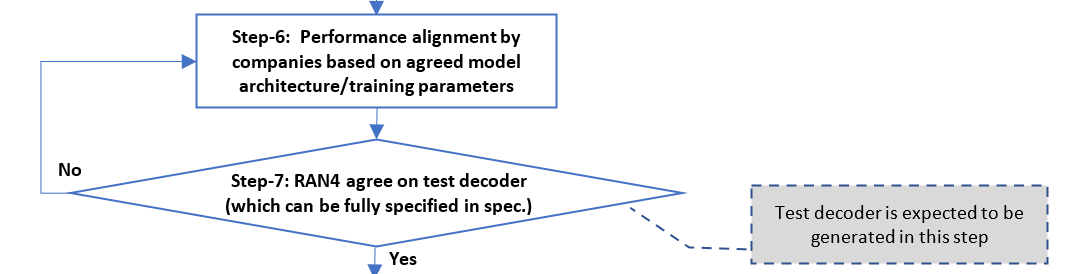 Step-6:  Performance alignment by
companies based on agreed model
architecture/training parameters
No
Step-7: RAN4 agree on test decoder
(which can be fully specified in spec.)
Test decoder is expected to be
generated in this step
Yes